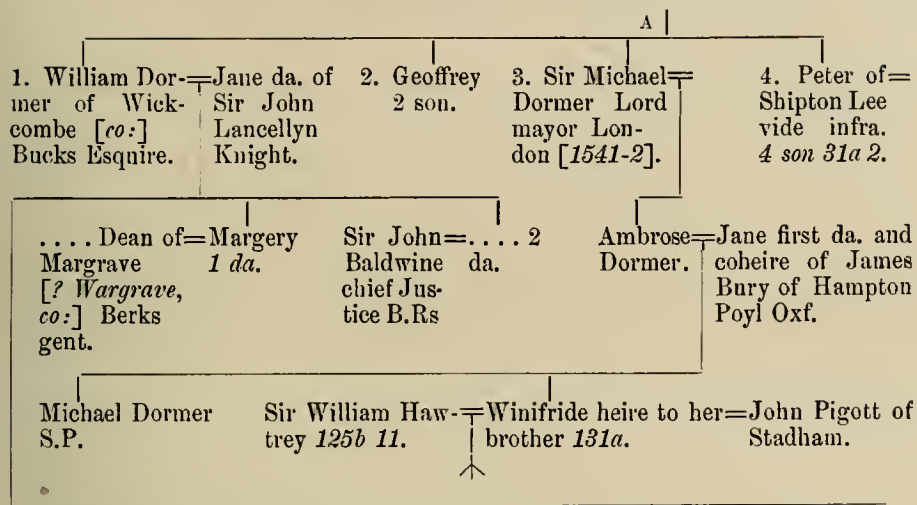 A
1. William Dor-
mer of Wick-
combe [co:]
Bucks Esquire.
Jane da. of
Sir John
Lancellyn
Knight.
2. Geoffrey
2 son.
3. Sir Michael
Dormer Lord
mayor Lon-
don [1541-2].
4. Peter of=
Shipton Lee
vide infra.
4 son 31a 2.
.... Dean of=Margery
Margrave
[? Wargrave,
co:] Berks
gent.
1 da.
Sir John=.... 2
Baldwine da.
chief Jus-
tice B.Rs
Ambrose
Dormer.
Jane first da. and
coheire of James
Bury of Hampton
Poyl Oxf.
Michael Dormer
S.P.
Sir William Haw-
trey 125b 11.
Winifride heire to her
brother 131a.
=John Pigott of
Stadham.